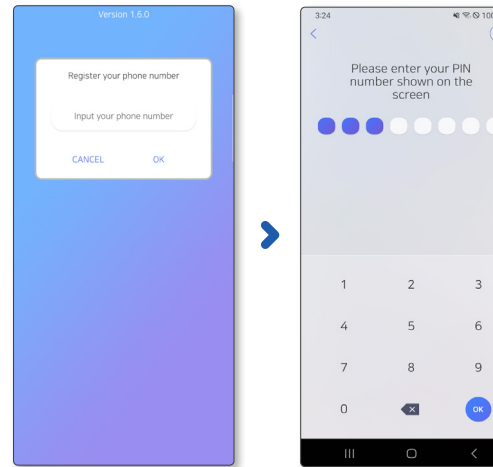 Version 1.6.0
Register your phone number
Input your phone number
CANCEL OK
3:24 100
Please enter your PIN
number shown on the
screen
1 2 3
4 5 6
7 8 9
0 OK